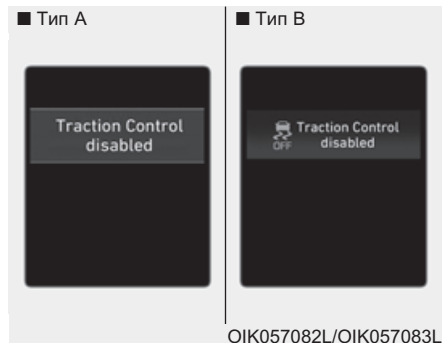 ■ Тип A
Traction Control
disabled
■ Тип B
Traction Control
OFF disabled
OIK057082L/OIK057083L